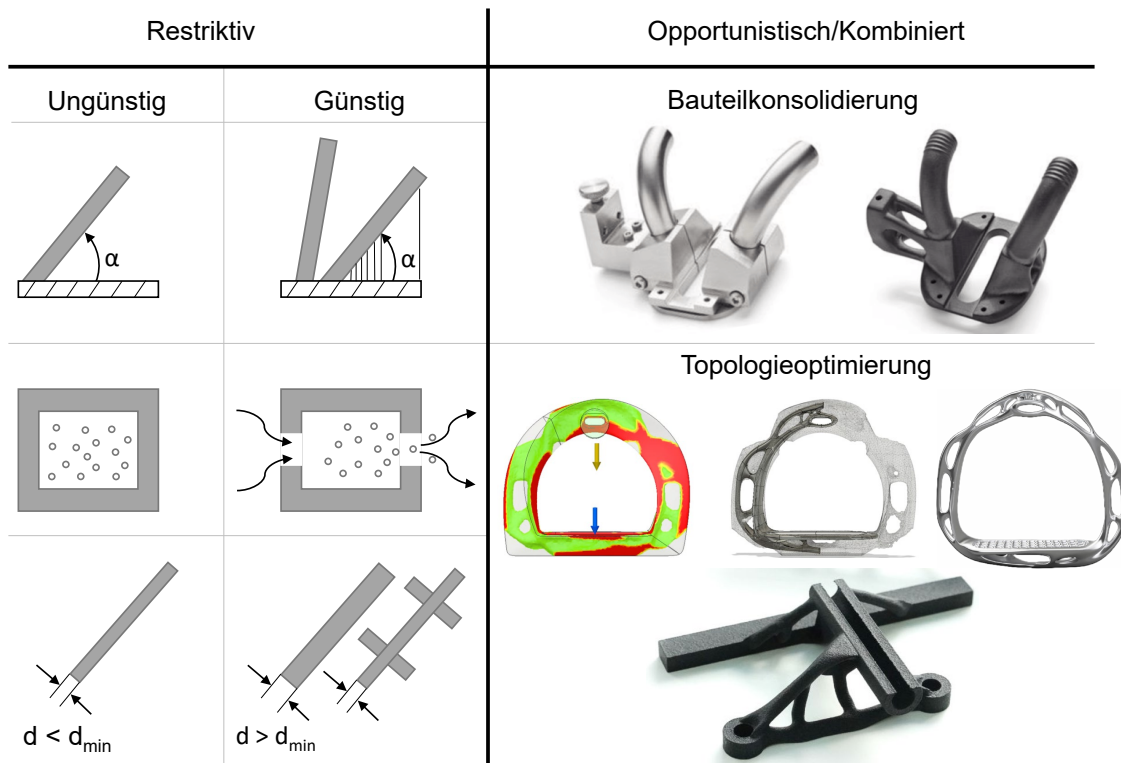 Restriktiv
Opportunistisch/Kombiniert
Ungünstig
Günstig
Bauteilkonsolidierung
α
α
Topologieoptimierung
d < dmin
d > dmin